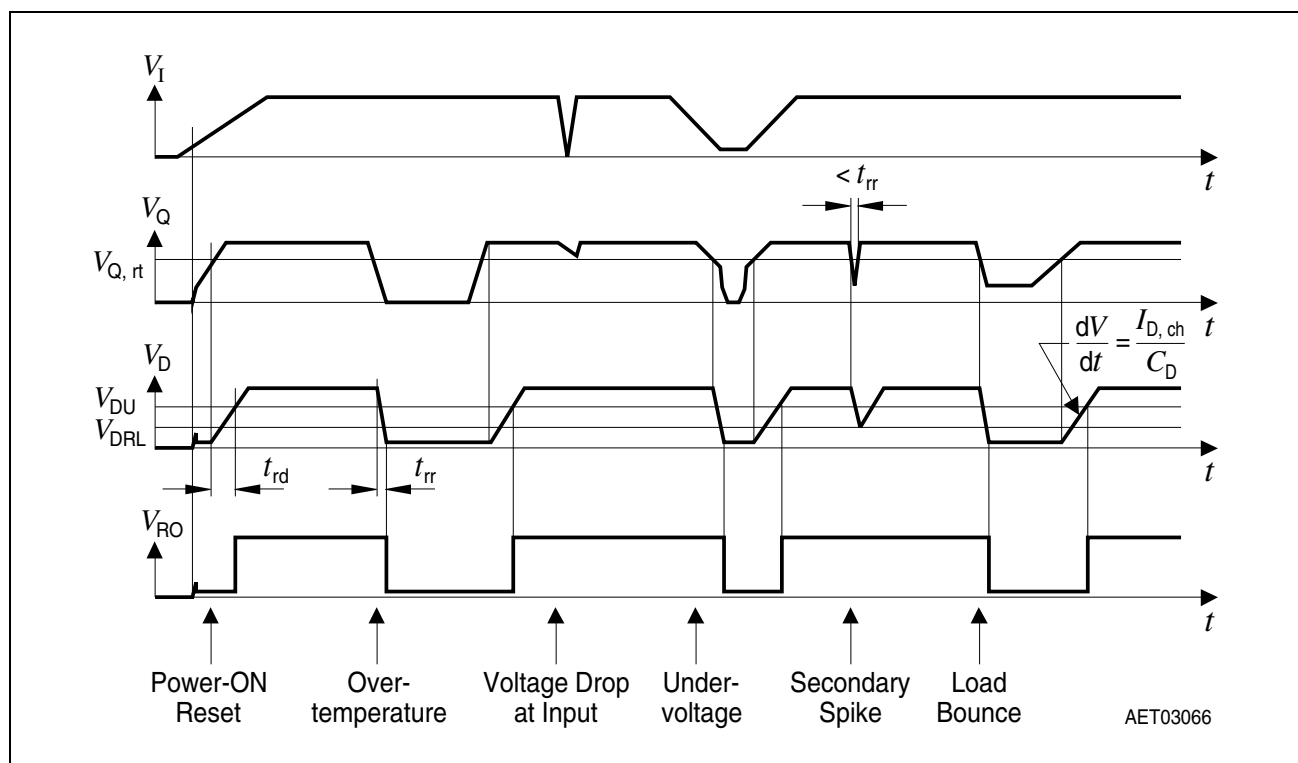 V_I
t
< t_rr
V_Q
V_Q, rt
t
dV/dt = I_D, ch/C_D
V_D
V_DU
V_DRL
t
t_rd
t_rr
V_RO
t
Power-ON
Reset
Over-
temperature
Voltage Drop
at Input
Under-
voltage
Secondary
Spike
Load
Bounce
AET03066